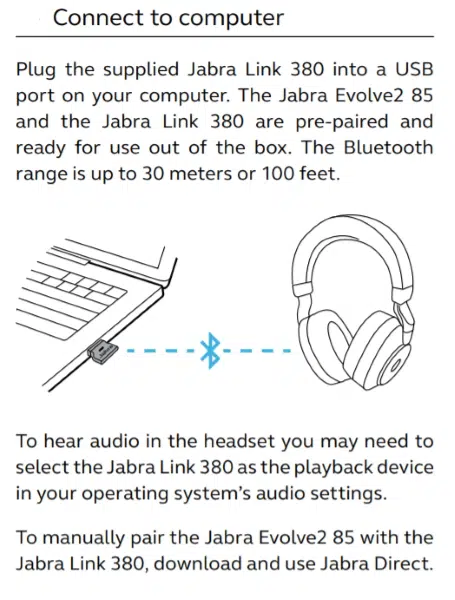 Connect to computer
Plug the supplied Jabra Link 380 into a USB
port on your computer. The Jabra Evolve2 85
and the Jabra Link 380 are pre-paired and
ready for use out of the box. The Bluetooth
range is up to 30 meters or 100 feet.
To hear audio in the headset you may need to
select the Jabra Link 380 as the playback device
in your operating system’s audio settings.
To manually pair the Jabra Evolve2 85 with the
Jabra Link 380, download and use Jabra Direct.